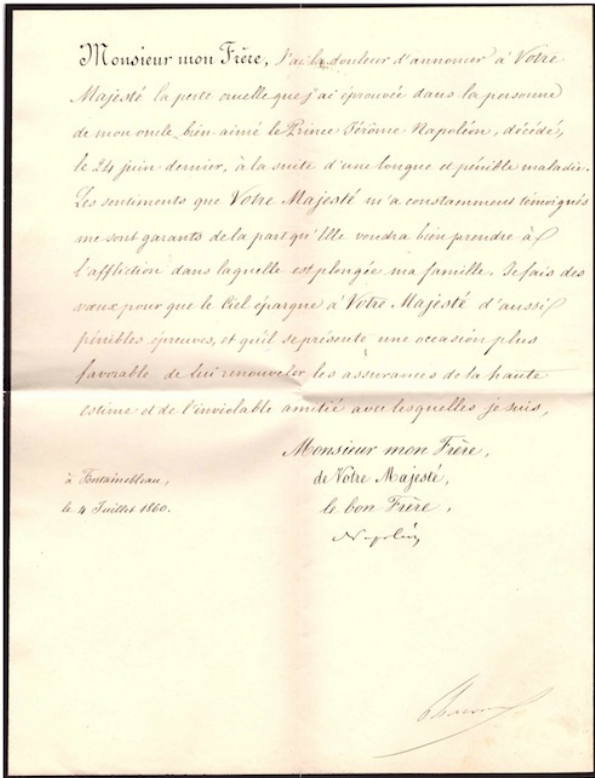 Monsieur mon Frère, J'ai la douleur d'annoncer à Votre
Majesté la perte cruelle que j'ai éprouvée dans la personne
de mon oncle bien-aimé le Prince Jérôme-Napoléon, décédé,
le 24 juin dernier, à la suite d'une longue et pénible maladie.
Les sentiments que Votre Majesté m'a constamment témoignés
me sont garants de la part qu'Elle voudra bien prendre à
l'affliction dans laquelle est plongée ma famille. Je fais des
vœux pour que le Ciel épargne à Votre Majesté d'aussi
pénibles épreuves, et qu'il se présente une occasion plus
favorable de lui renouveler les assurances de la haute
estime et de l'inviolable amitié avec lesquelles je suis,
Monsieur mon Frère,
de Votre Majesté,
le bon Frère,
Napoléon
à Fontainebleau,
le 4 Juillet 1860.